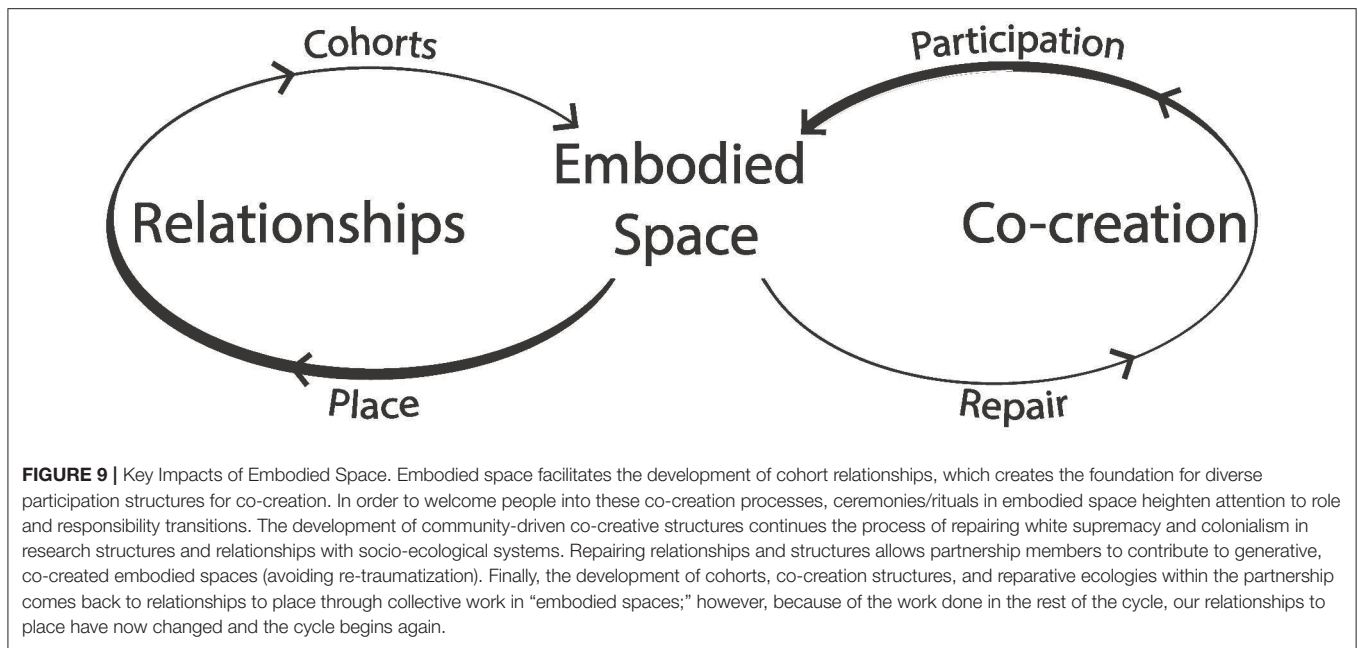 Cohorts
Participation
Embodied
Space
Relationships
Co-creation
Place
Repair
FIGURE 9 | Key Impacts of Embodied Space. Embodied space facilitates the development of cohort relationships, which creates the foundation for diverse
participation structures for co-creation. In order to welcome people into these co-creation processes, ceremonies/rituals in embodied space heighten attention to role
and responsibility transitions. The development of community-driven co-creative structures continues the process of repairing white supremacy and colonialism in
research structures and relationships with socio-ecological systems. Repairing relationships and structures allows partnership members to contribute to generative,
co-created embodied spaces (avoiding re-traumatization). Finally, the development of cohorts, co-creation structures, and reparative ecologies within the partnership
comes back to relationships to place through collective work in “embodied spaces;” however, because of the work done in the rest of the cycle, our relationships to
place have now changed and the cycle begins again.